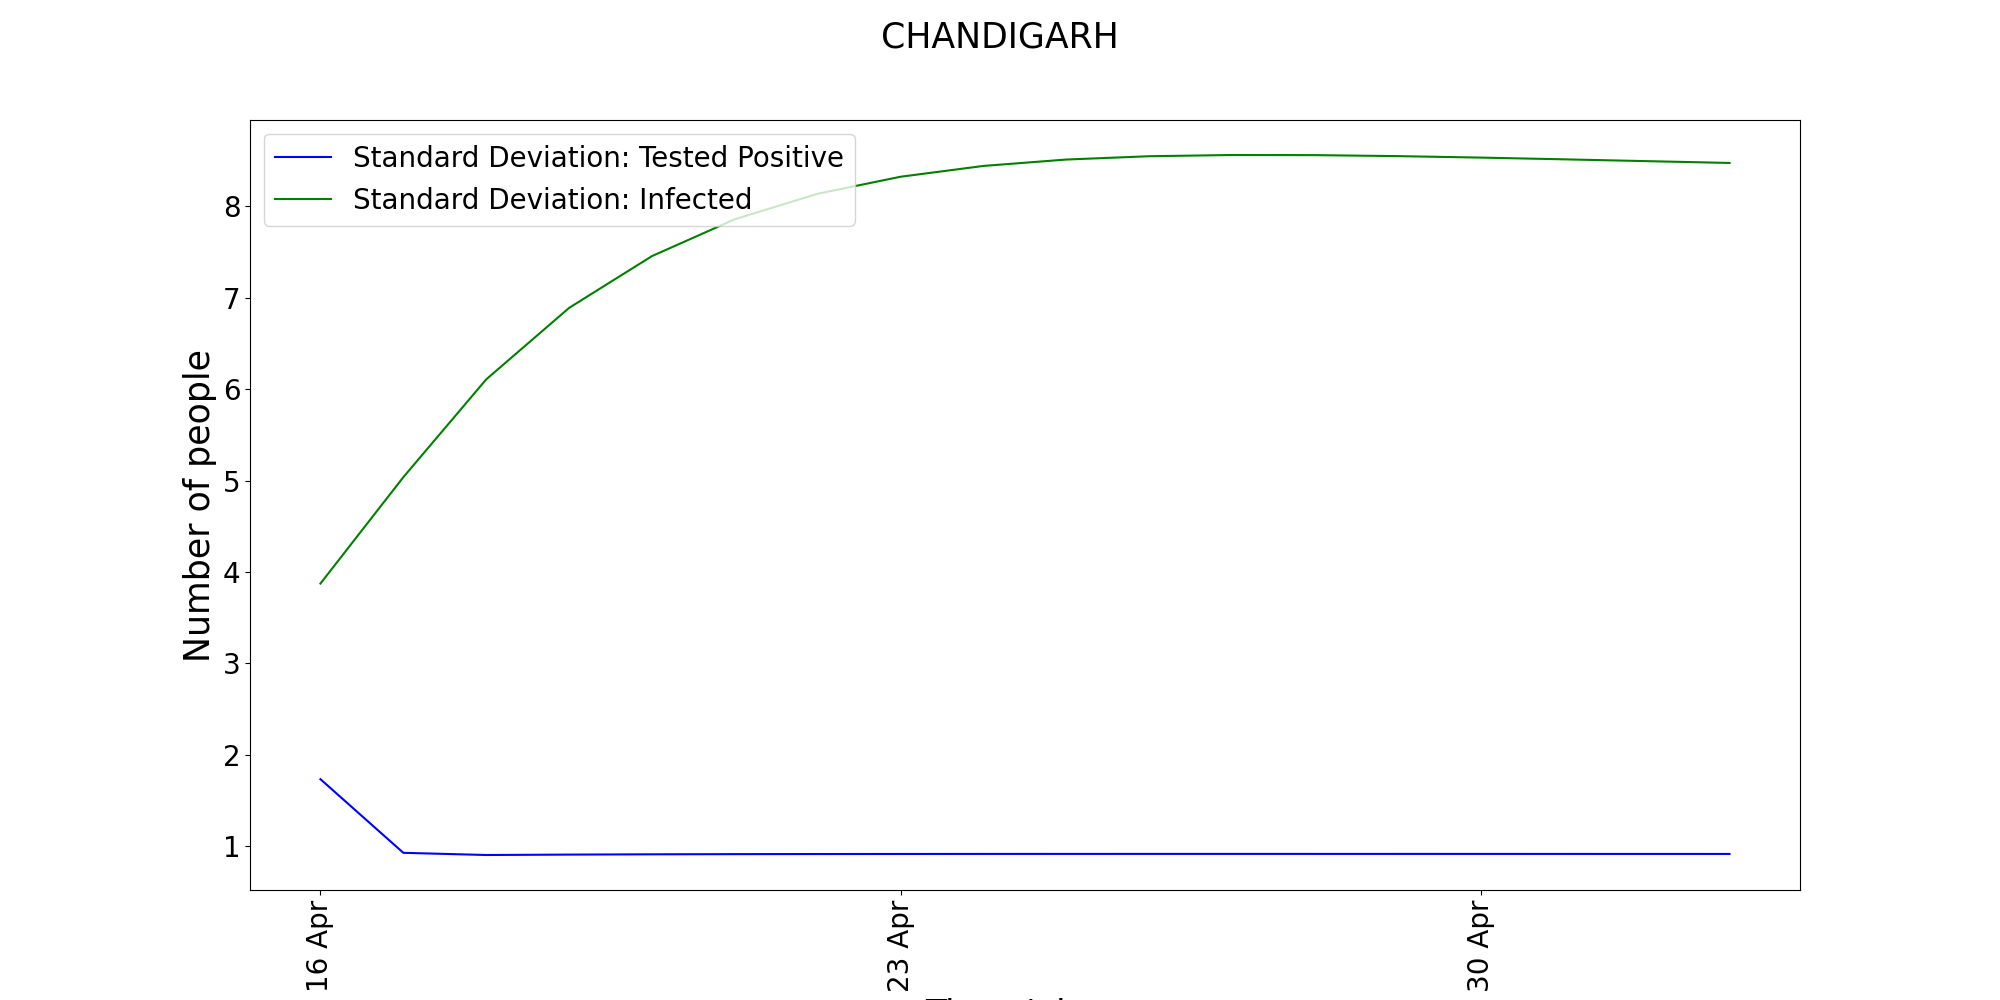 CHANDIGARH
Standard Deviation: Tested Positive
Standard Deviation: Infected
Number of people
8
7
6
5
4
3
2
1
16 Apr
23 Apr
30 Apr